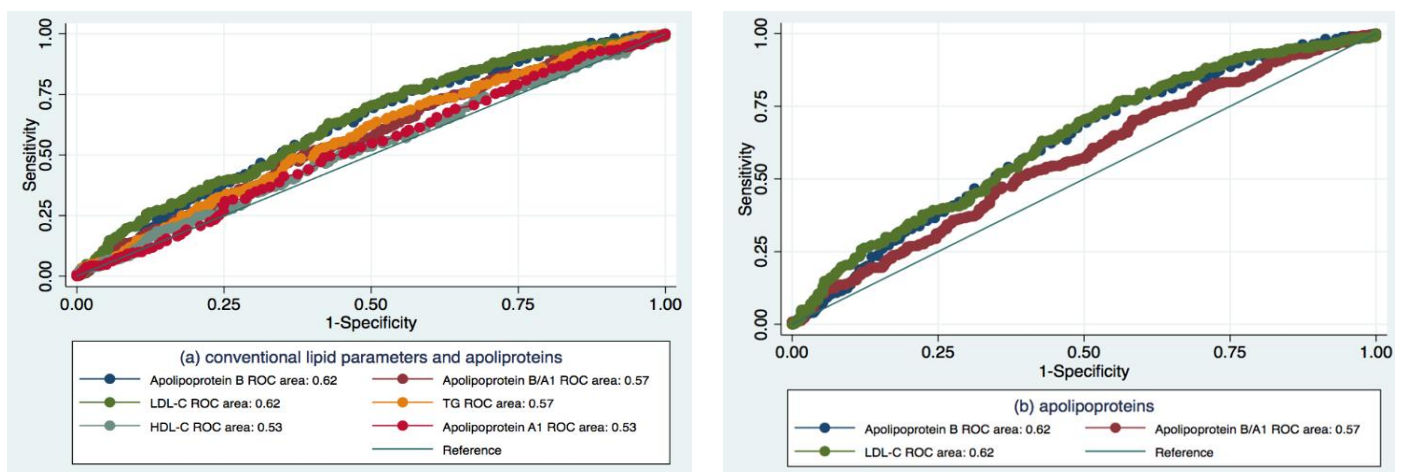 1.00
0.75
0.50
0.25
0.00
Sensitivity
0.00 0.25 0.50 0.75 1.00
1-Specificity
(a) conventional lipid parameters and apoliproteins
Apolipoprotein B ROC area: 0.62 Apolipoprotein B/A1 ROC area: 0.57
LDL-C ROC area: 0.62 TG ROC area: 0.57
HDL-C ROC area: 0.53 Apolipoprotein A1 ROC area: 0.53
Reference
1.00
0.75
0.50
0.25
0.00
Sensitivity
0.00 0.25 0.50 0.75 1.00
1-Specificity
(b) apolipoproteins
Apolipoprotein B ROC area: 0.62 Apolipoprotein B/A1 ROC area: 0.57
LDL-C ROC area: 0.62 Reference